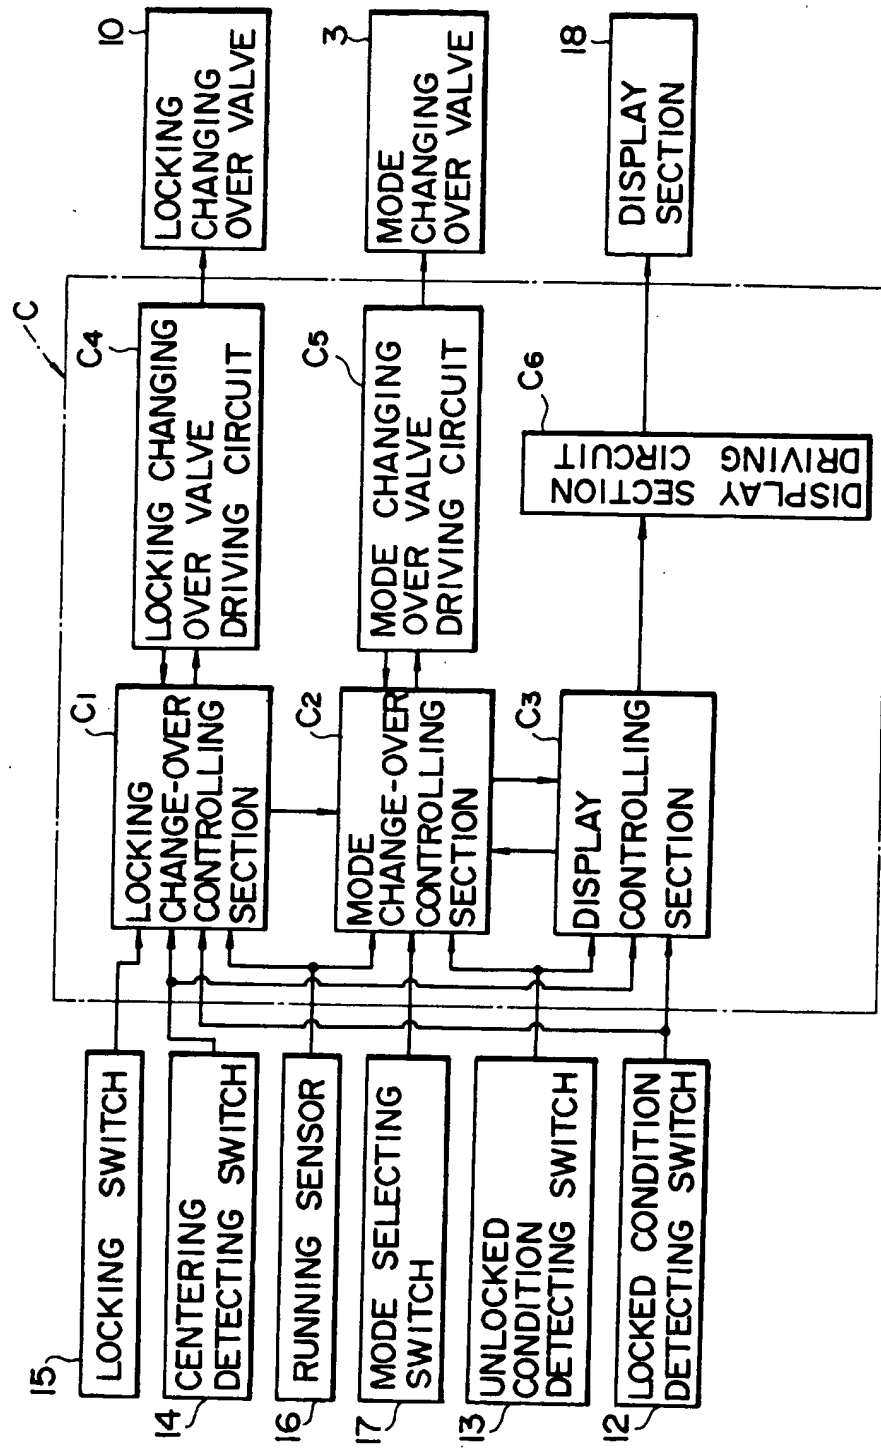 15
LOCKING SWITCH
14
CENTERING
DETECTING SWITCH
16
RUNNING SENSOR
17
MODE SELECTING
SWITCH
13
UNLOCKED
CONDITION
DETECTING SWITCH
12
LOCKED CONDITION
DETECTING SWITCH
C
C1
LOCKING
CHANGE-OVER
CONTROLLING
SECTION
C2
MODE
CHANGE-OVER
CONTROLLING
SECTION
C3
DISPLAY
CONTROLLING
SECTION
C4
LOCKING CHANGING
OVER VALVE
DRIVING CIRCUIT
C5
MODE CHANGING
OVER VALVE
DRIVING CIRCUIT
C6
DISPLAY SECTION
DRIVING CIRCUIT
10
LOCKING
CHANGING
OVER VALVE
3
MODE
CHANGING
OVER VALVE
18
DISPLAY
SECTION